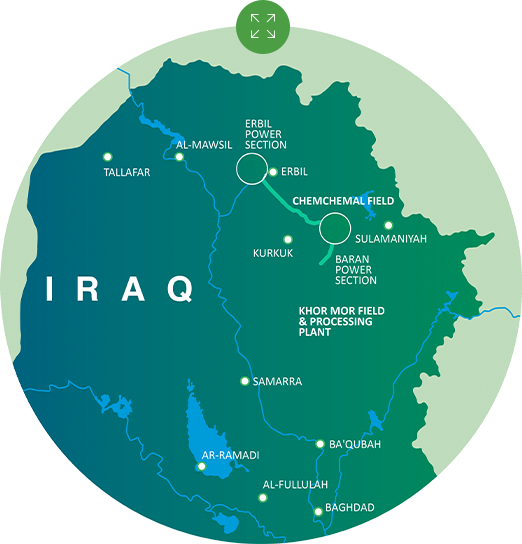 ERBIL
POWER
SECTION
AL-MAWSIL
TALLAFAR
ERBIL
CHEMCHEMAL FIELD
SULAMANIYAH
KURKUK
BARAN
POWER
SECTION
IRAQ
KHOR MOR FIELD
& PROCESSING
PLANT
SAMARRA
BA'QUBAH
AR-RAMADI
AL-FULLULAH
BAGHDAD